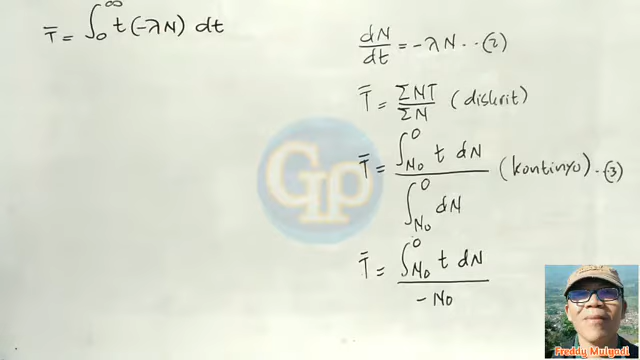 T̄ = ∫₀^∞ t (-λN) dt
dN/dt = -λN ...(2)
T̄ = ΣNT/ΣN (diskrit)
T̄ = ∫_{N₀}^0 t dN / ∫_{N₀}^0 dN (kontinyo) ...(3)
T̄ = ∫_{N₀}^0 t dN / -N₀
Gp
Freddy Mulyadi